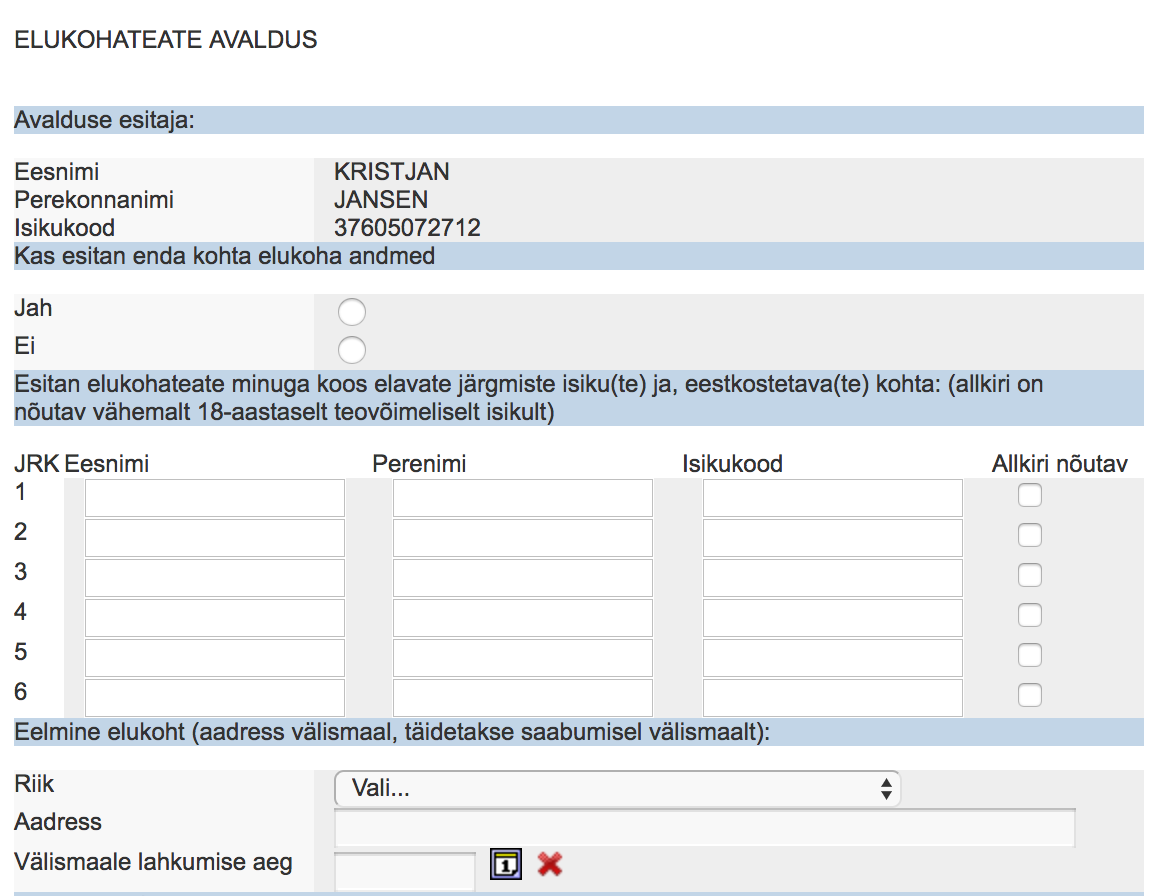 ELUKOHATEATE AVALDUS
Avalduse esitaja:
Eesnimi KRISTJAN
Perekonnanimi JANSEN
Isikukood 37605072712
Kas esitan enda kohta elukoha andmed
Jah
Ei
Esitan elukohateate minuga koos elavate järgmiste isiku(te) ja, eestkostetava(te) kohta: (allkiri on
nõutav vähemalt 18-aastaselt teovõimeliselt isikult)
JRK Eesnimi Perenimi Isikukood Allkiri nõutav
1
2
3
4
5
6
Eelmine elukoht (aadress välismaal, täidetakse saabumisel välismaalt):
Riik Vali...
Aadress
Välismaale lahkumise aeg 1